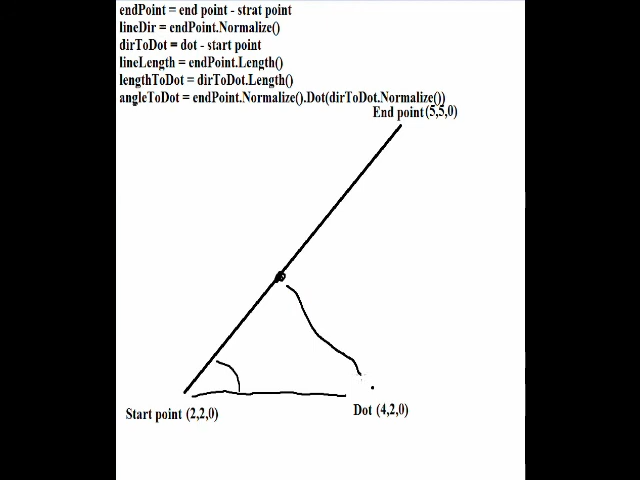 endPoint = end point - strat point
lineDir = endPoint.Normalize()
dirToDot = dot - start point
lineLength = endPoint.Length()
lengthToDot = dirToDot.Length()
angleToDot = endPoint.Normalize().Dot(dirToDot.Normalize())
End point (5,5,0)
Start point (2,2,0)
Dot (4,2,0)